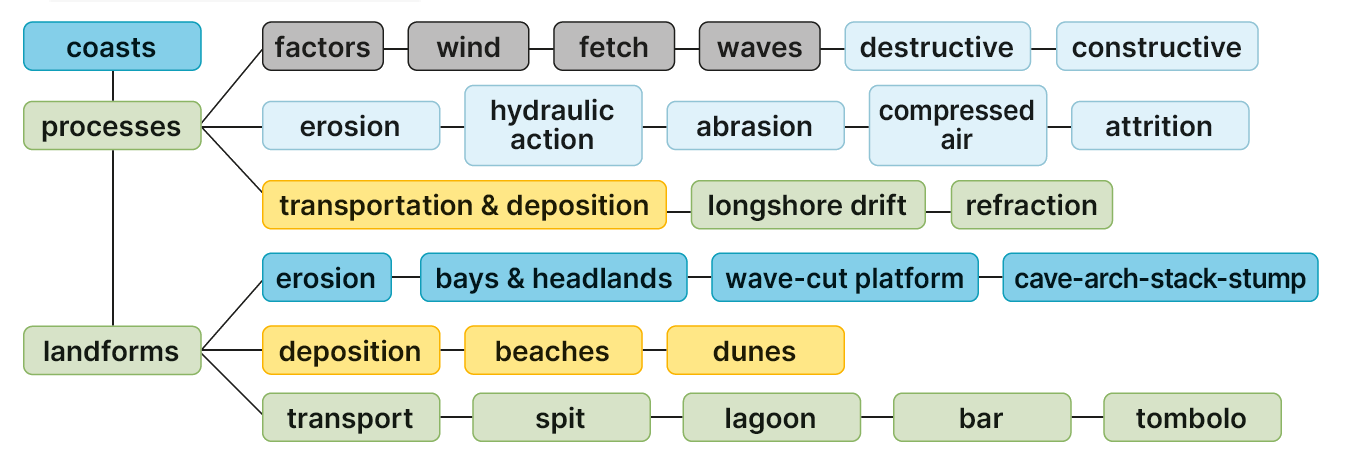 coasts
factors
wind
fetch
waves
destructive
constructive
processes
erosion
hydraulic
action
abrasion
compressed
air
attrition
transportation & deposition
longshore drift
refraction
erosion
bays & headlands
wave-cut platform
cave-arch-stack-stump
landforms
deposition
beaches
dunes
transport
spit
lagoon
bar
tombolo